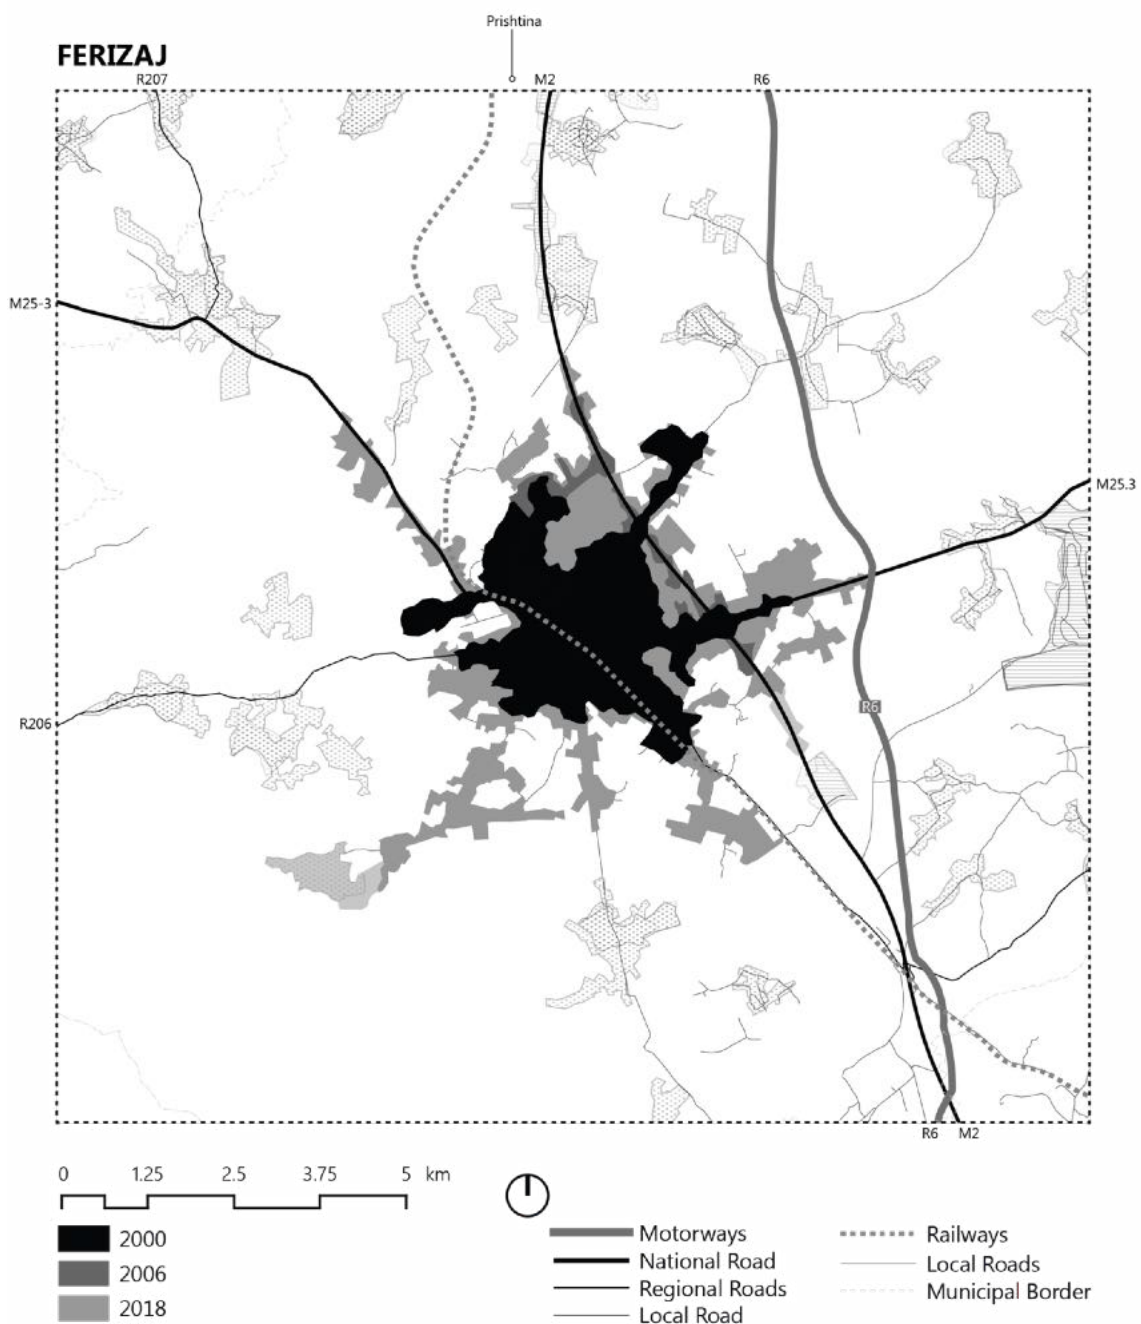 Prishtina
FERIZAJ
R207
M2
R6
M25-3
M25.3
R206
R6
R6
M2
0 1.25 2.5 3.75 5 km
2000
2006
2018
Motorways
National Road
Regional Roads
Local Road
Railways
Local Roads
Municipal Border